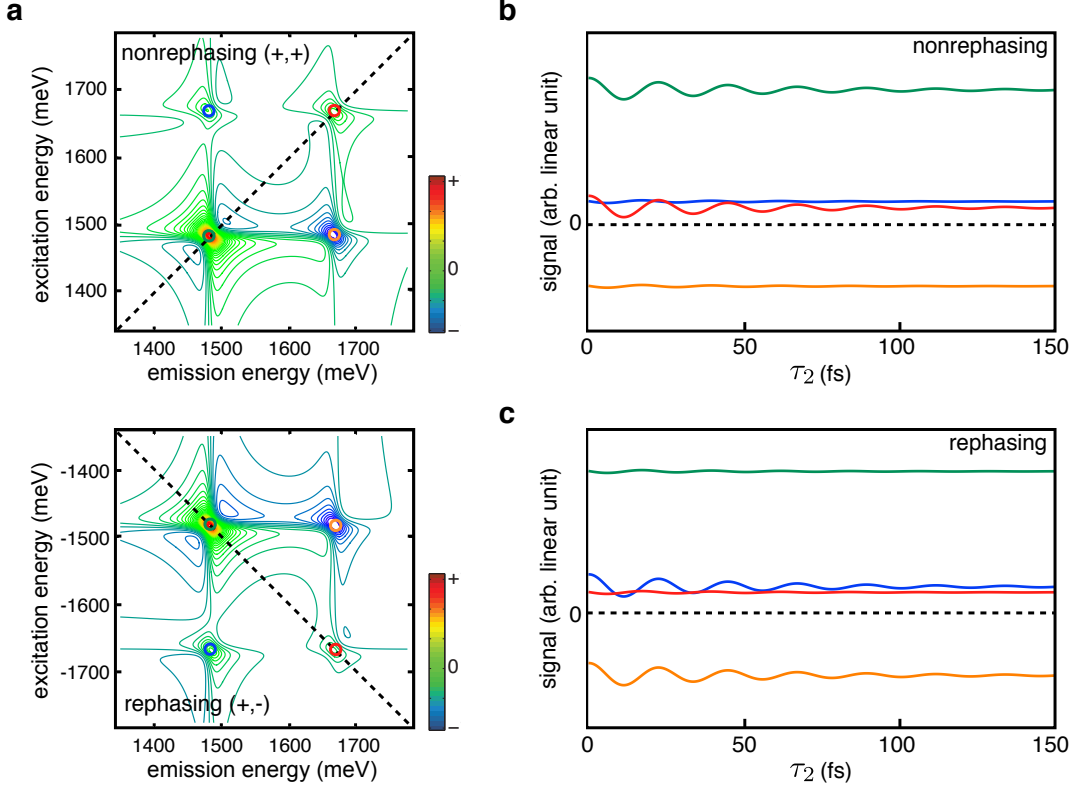 a
nonrephasing (+,+)
1700
1600
1500
1400
excitation energy (meV)
1400 1500 1600 1700
emission energy (meV)
+
0
−
b
nonrephasing
signal (arb. linear unit)
0
0 50 100 150
τ2 (fs)
-1400
-1500
-1600
-1700
excitation energy (meV)
rephasing (+,-)
1400 1500 1600 1700
emission energy (meV)
+
0
−
c
rephasing
signal (arb. linear unit)
0
0 50 100 150
τ2 (fs)